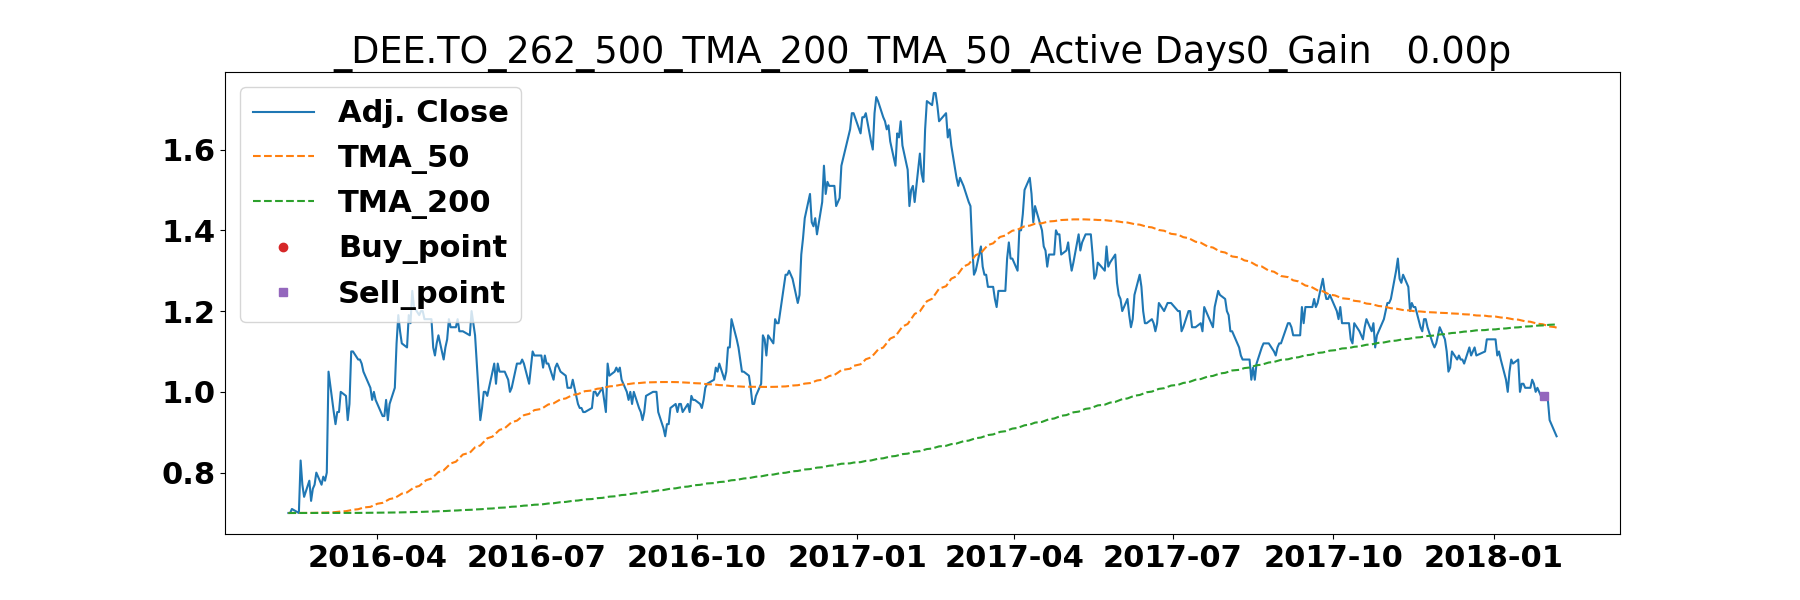 _DEE.TO_262_500_TMA_200_TMA_50_Active Days0_Gain   0.00p
Adj. Close
TMA_50
TMA_200
Buy_point
Sell_point
1.6
1.4
1.2
1.0
0.8
2016-04 2016-07 2016-10 2017-01 2017-04 2017-07 2017-10 2018-01